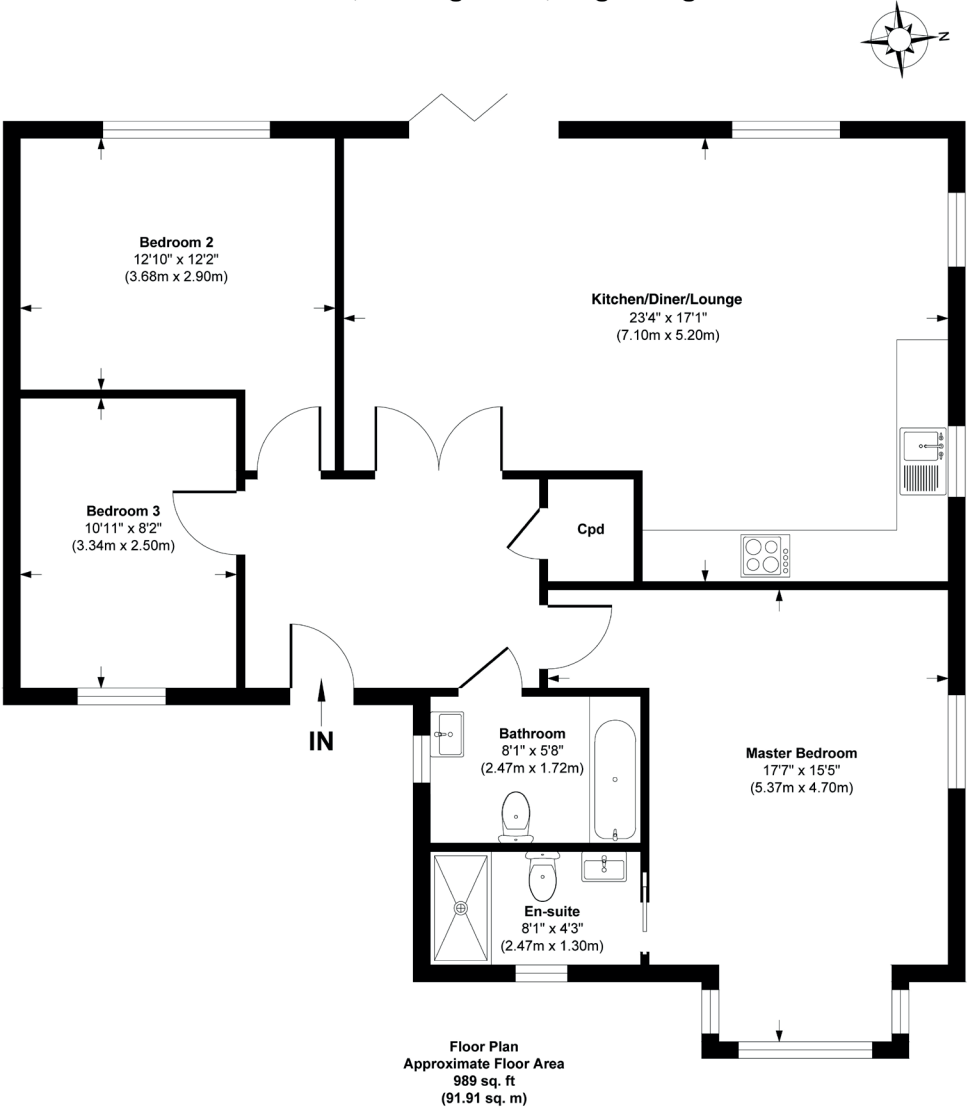 N
Bedroom 2
12'10" x 12'2"
(3.68m x 2.90m)
Kitchen/Diner/Lounge
23'4" x 17'1"
(7.10m x 5.20m)
Bedroom 3
10'11" x 8'2"
(3.34m x 2.50m)
Cpd
IN
Bathroom
8'1" x 5'8"
(2.47m x 1.72m)
Master Bedroom
17'7" x 15'5"
(5.37m x 4.70m)
En-suite
8'1" x 4'3"
(2.47m x 1.30m)
Floor Plan
Approximate Floor Area
989 sq. ft
(91.91 sq. m)